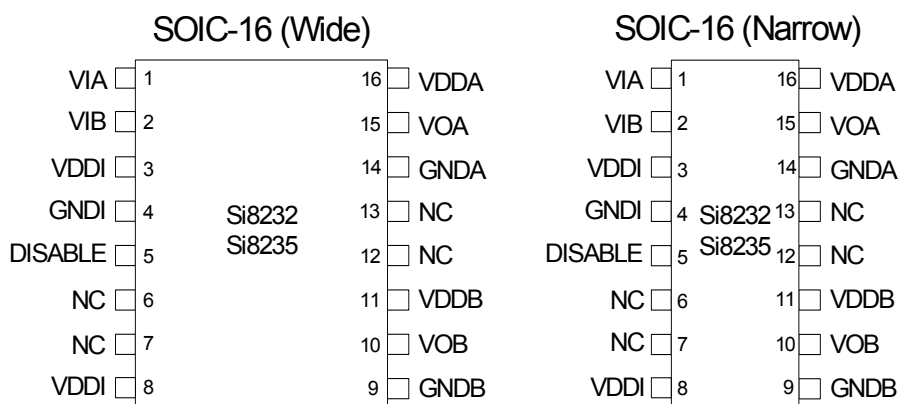 SOIC-16 (Wide)
VIA 1 16 VDDA
VIB 2 15 VOA
VDDI 3 14 GNDA
GNDI 4 Si8232 13 NC
DISABLE 5 Si8235 12 NC
NC 6 11 VDDB
NC 7 10 VOB
VDDI 8 9 GNDB
SOIC-16 (Narrow)
VIA 1 16 VDDA
VIB 2 15 VOA
VDDI 3 14 GNDA
GNDI 4 Si8232 13 NC
DISABLE 5 Si8235 12 NC
NC 6 11 VDDB
NC 7 10 VOB
VDDI 8 9 GNDB